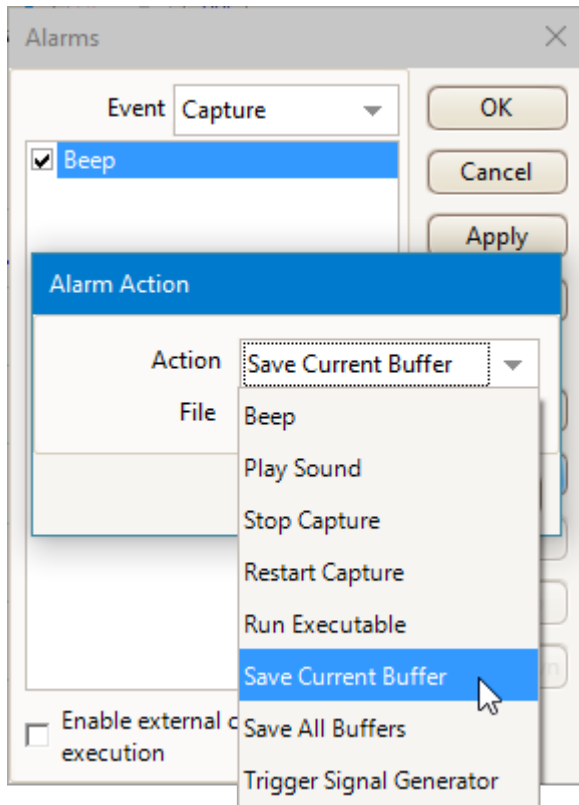 Alarms
Event Capture
OK
Beep
Cancel
Apply
Alarm Action
Action Save Current Buffer
File
Beep
Play Sound
Stop Capture
Restart Capture
Run Executable
Save Current Buffer
Save All Buffers
Trigger Signal Generator
Enable external
execution